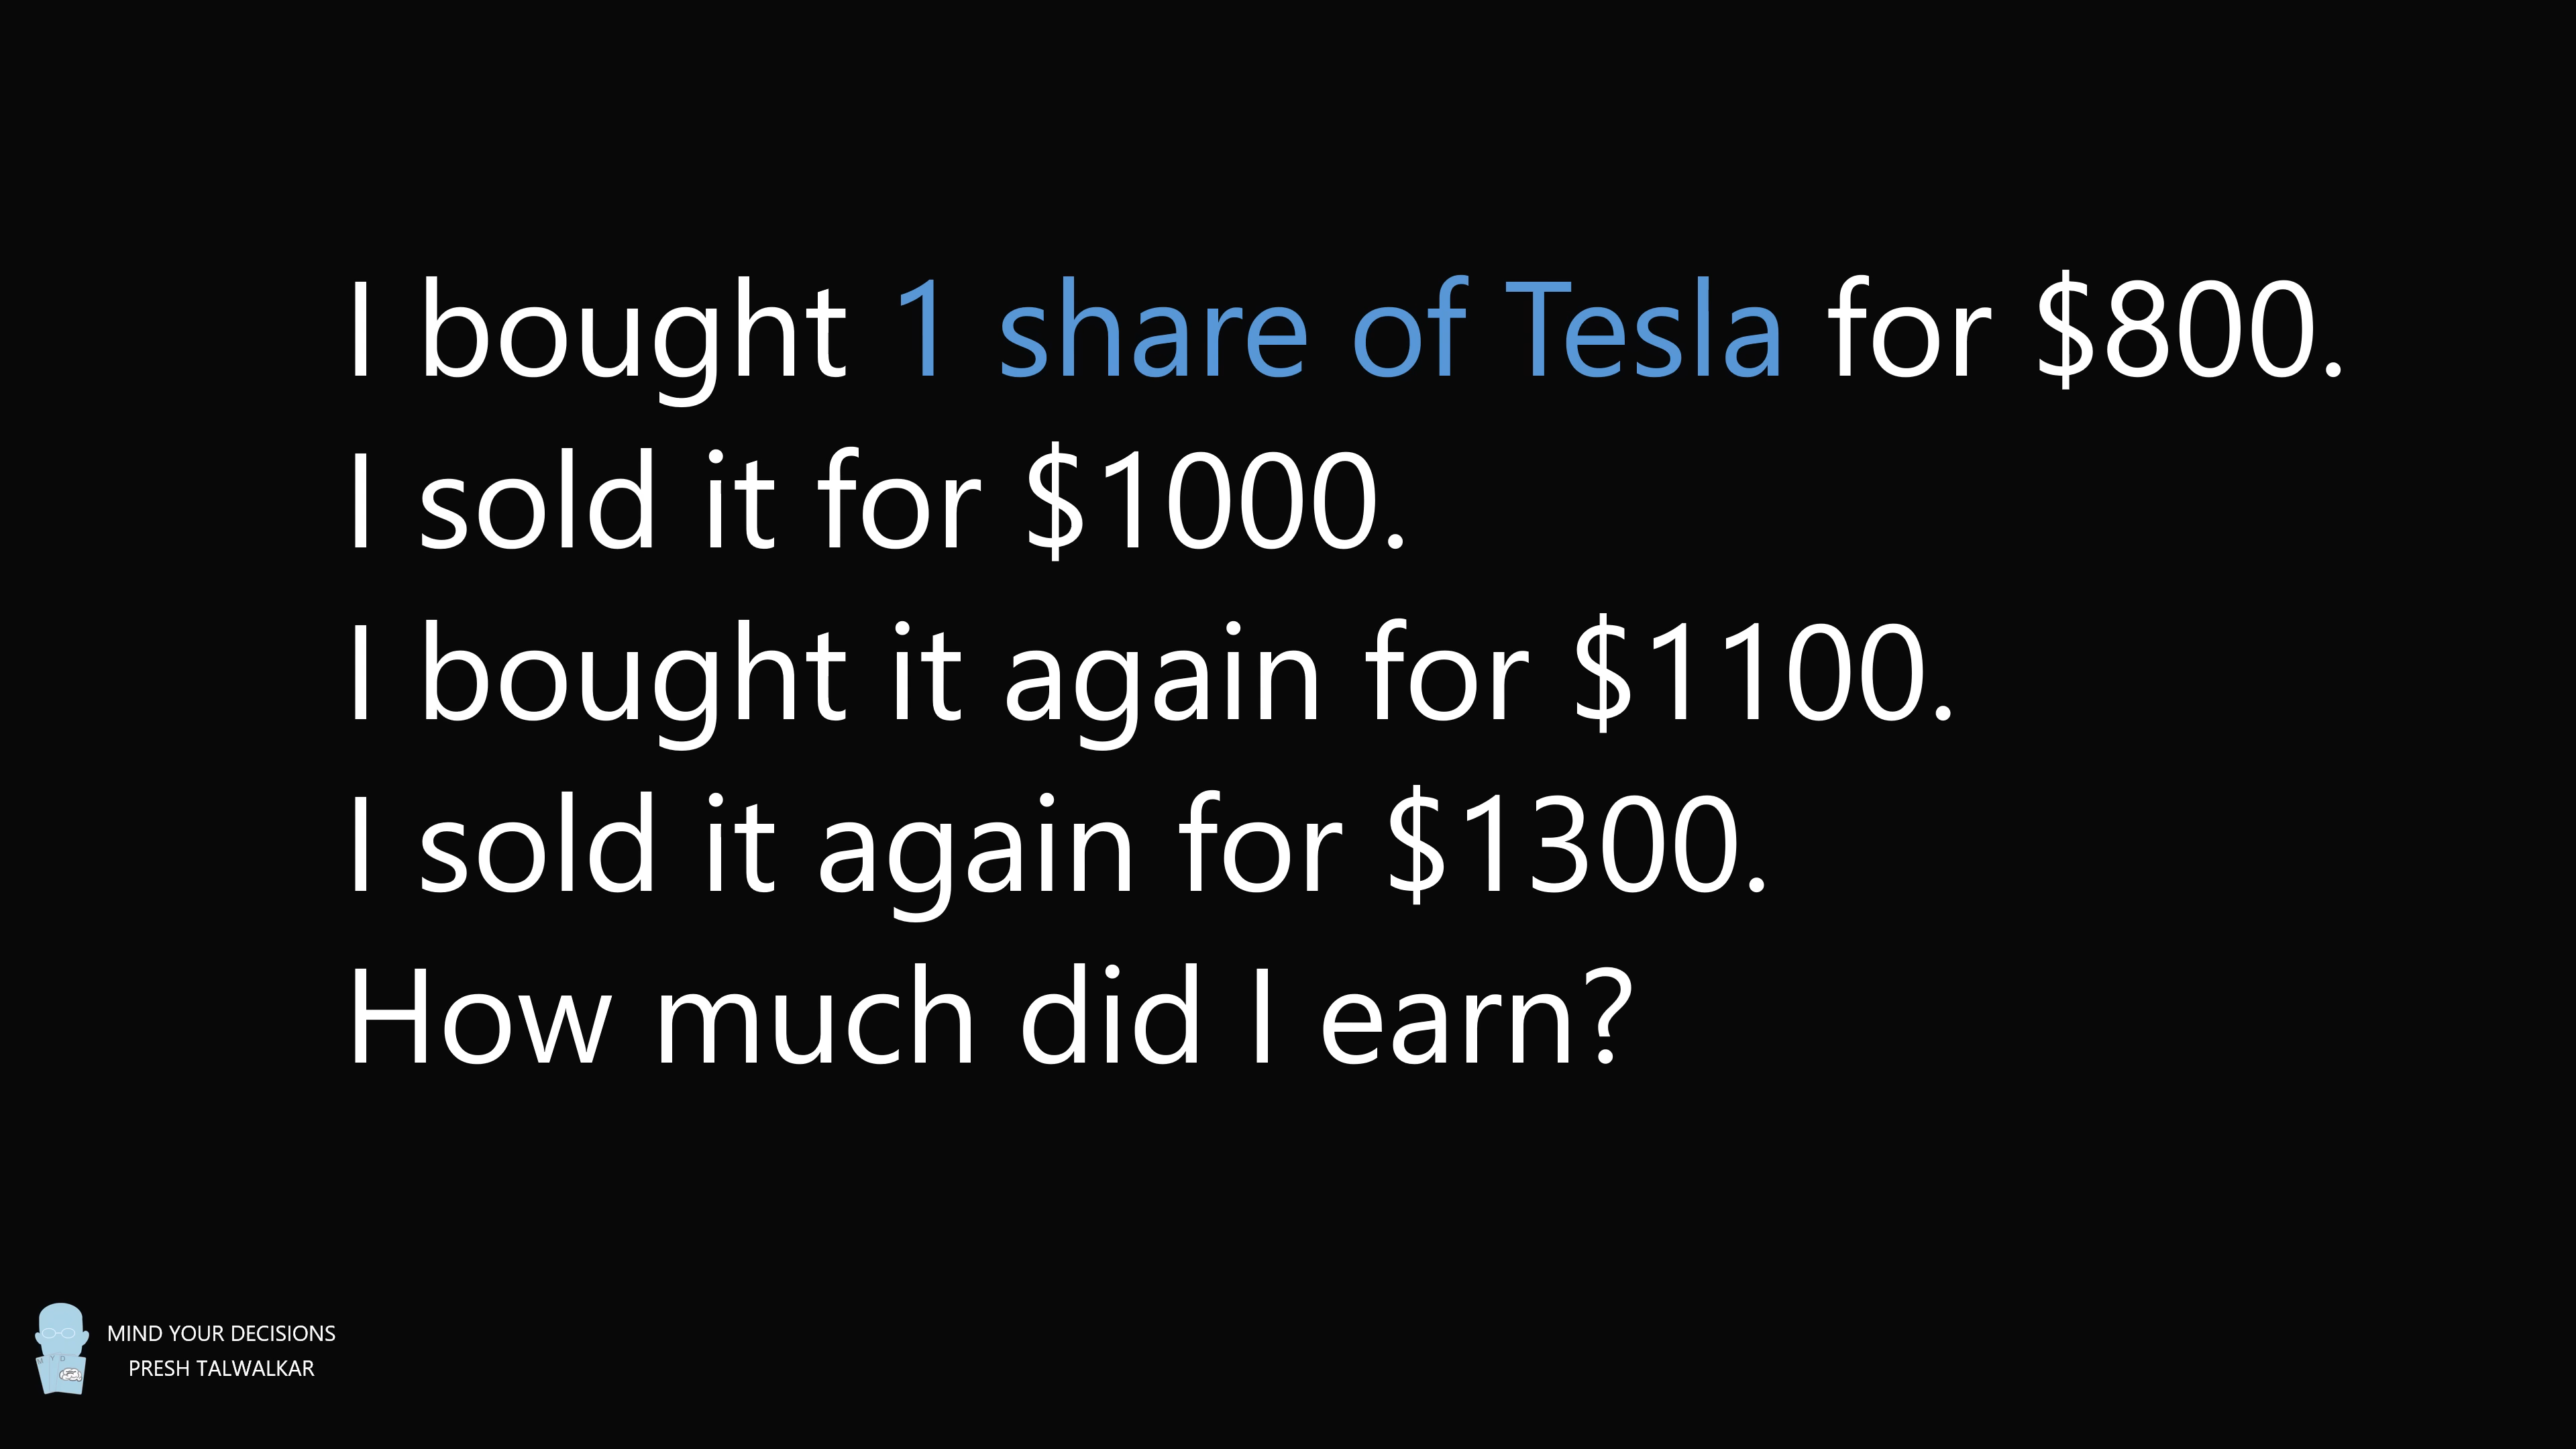 I bought 1 share of Tesla for $800.
I sold it for $1000.
I bought it again for $1100.
I sold it again for $1300.
How much did I earn?
MIND YOUR DECISIONS
PRESH TALWALKAR
M Y D